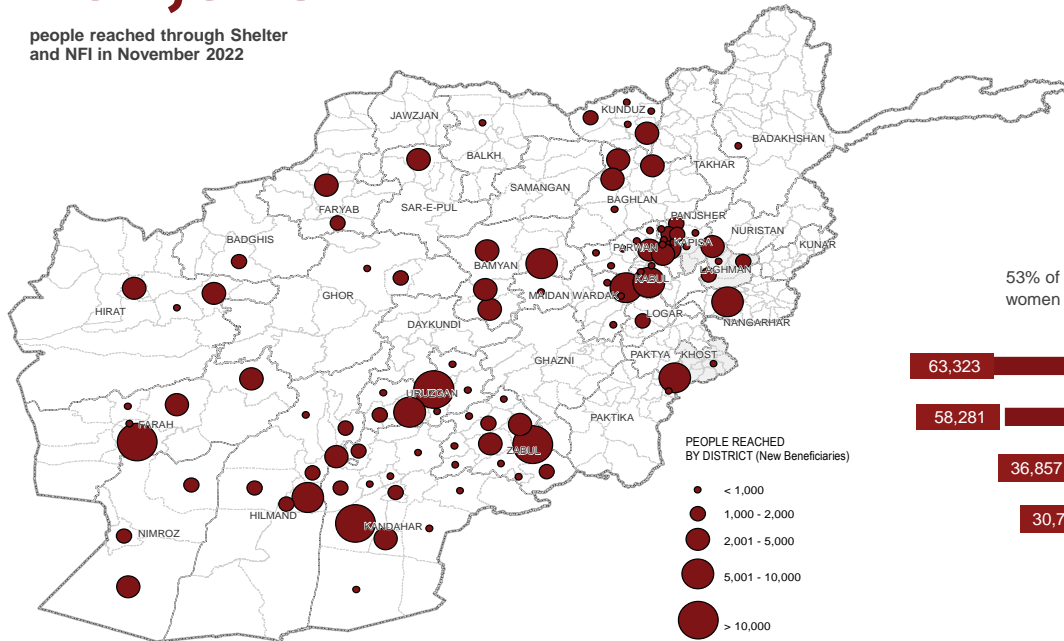 people reached through Shelter
and NFI in November 2022
KUNDUZ
JAWZJAN
BALKH
BADAKHSHAN
TAKHAR
SAMANGAN
BAGHLAN
FARYAB
SAR-E-PUL
PANJSHER
NURISTAN
BADGHIS
PARWAN
KAPISA
KUNAR
BAMYAN
LAGHMAN
KABUL
HIRAT
GHOR
MAIDAN WARDAK
LOGAR
NANGARHAR
DAYKUNDI
GHAZNI
PAKTYA
KHOST
URUZGAN
PAKTIKA
FARAH
ZABUL
HILMAND
KANDAHAR
NIMROZ
53% of
women
63,323
58,281
36,857
30,7
PEOPLE REACHED
BY DISTRICT (New Beneficiaries)
< 1,000
1,000 - 2,000
2,001 - 5,000
5,001 - 10,000
> 10,000